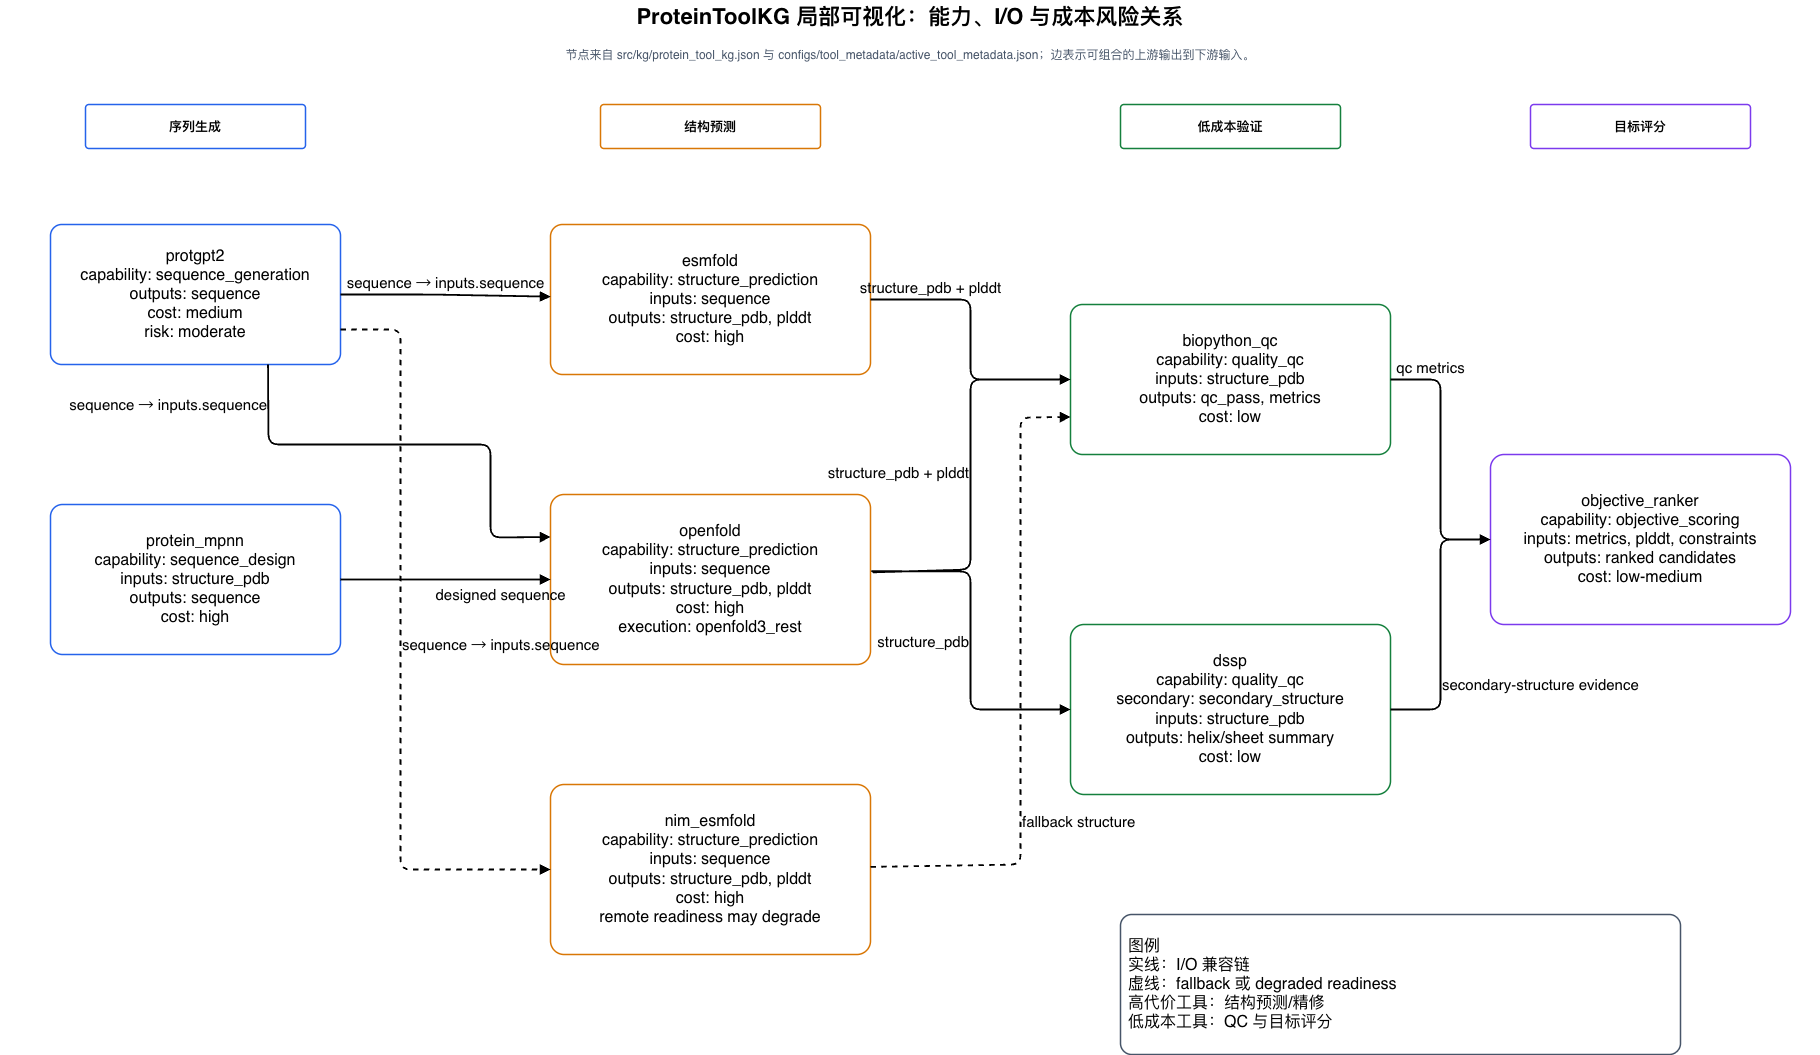 ProteinToolKG 局部可视化：能力、I/O 与成本风险关系
节点来自 src/kg/protein_tool_kg.json 与 configs/tool_metadata/active_tool_metadata.json；边表示可组合的上游输出到下游输入。
序列生成
结构预测
低成本验证
目标评分
protgpt2
capability: sequence_generation
outputs: sequence
cost: medium
risk: moderate
sequence → inputs.sequence
esmfold
capability: structure_prediction
inputs: sequence
outputs: structure_pdb, plddt
cost: high
structure_pdb + plddt
biopython_qc
capability: quality_qc
inputs: structure_pdb
outputs: qc_pass, metrics
cost: low
qc metrics
sequence → inputs.sequence
structure_pdb + plddt
protein_mpnn
capability: sequence_design
inputs: structure_pdb
outputs: sequence
cost: high
designed sequence
openfold
capability: structure_prediction
inputs: sequence
outputs: structure_pdb, plddt
cost: high
execution: openfold3_rest
objective_ranker
capability: objective_scoring
inputs: metrics, plddt, constraints
outputs: ranked candidates
cost: low-medium
sequence → inputs.sequence
structure_pdb
dssp
capability: quality_qc
secondary: secondary_structure
inputs: structure_pdb
outputs: helix/sheet summary
cost: low
secondary-structure evidence
nim_esmfold
capability: structure_prediction
inputs: sequence
outputs: structure_pdb, plddt
cost: high
remote readiness may degrade
fallback structure
图例
实线：I/O 兼容链
虚线：fallback 或 degraded readiness
高代价工具：结构预测/精修
低成本工具：QC 与目标评分